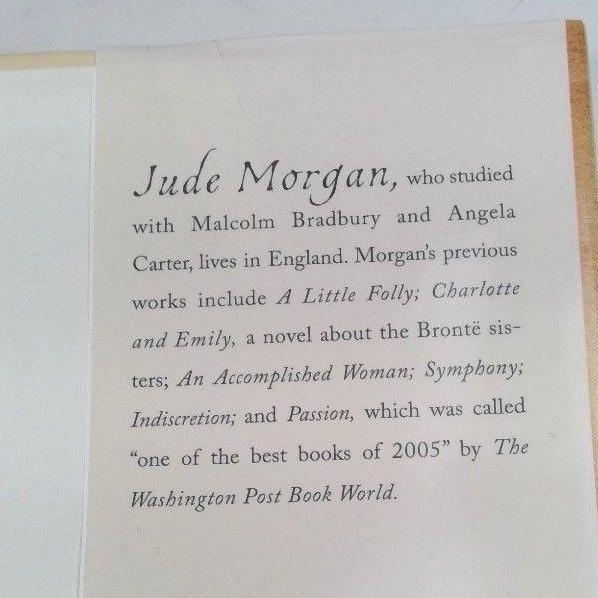 Jude Morgan, who studied
with Malcolm Bradbury and Angela
Carter, lives in England. Morgan's previous
works include A Little Folly; Charlotte
and Emily, a novel about the Brontë sis-
ters; An Accomplished Woman; Symphony;
Indiscretion; and Passion, which was called
“one of the best books of 2005” by The
Washington Post Book World.